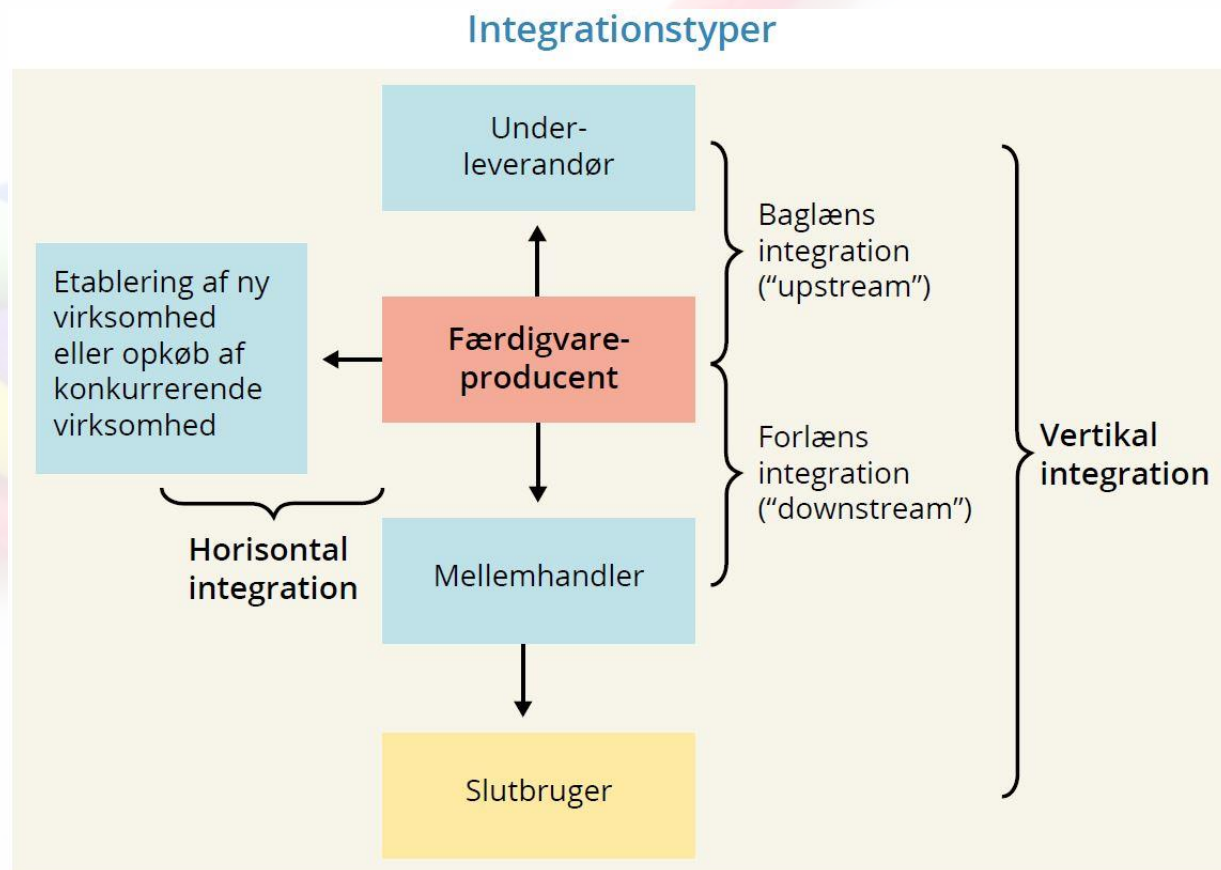 Integrationstyper
Under-
leverandør
Baglæns
integration
(“upstream”)
Etablering af ny
virksomhed
eller opkøb af
konkurrerende
virksomhed
Færdigvare-
producent
Forlæns
integration
(“downstream”)
Vertikal
integration
Horisontal
integration
Mellemhandler
Slutbruger